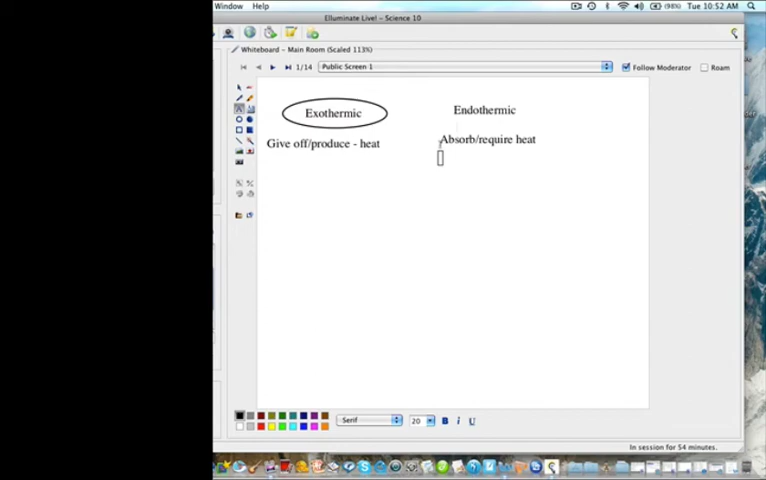 Window Help
(98%) Tue 10:52 AM
Elluminate Live! - Science 10
Whiteboard - Main Room (Scaled 113%)
1/14 Public Screen 1 Follow Moderator Roam
Exothermic Endothermic
Give off/produce - heat Absorb/require heat
Serif 20 B i U
In session for 54 minutes.